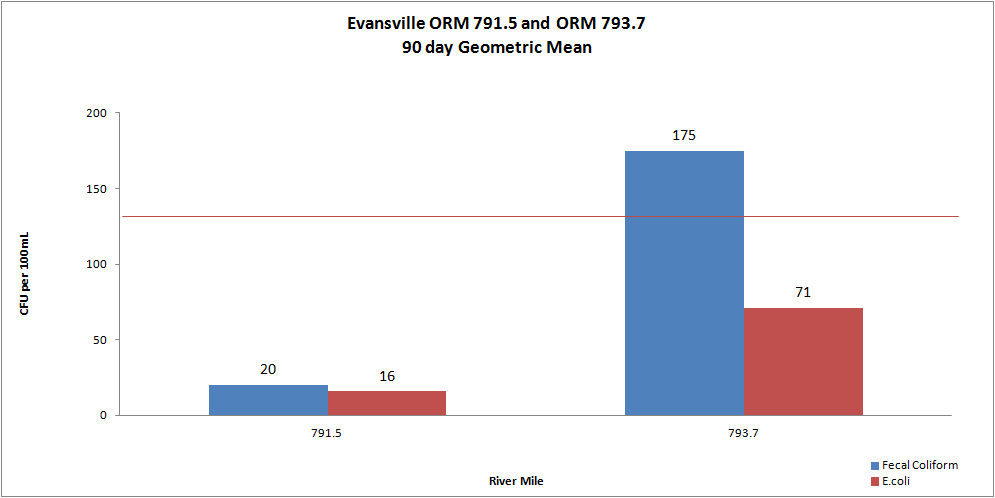 Evansville ORM 791.5 and ORM 793.7
90 day Geometric Mean
200
150
100
50
0
CFU per 100mL
175
71
20
16
791.5
793.7
River Mile
Fecal Coliform
E.coli